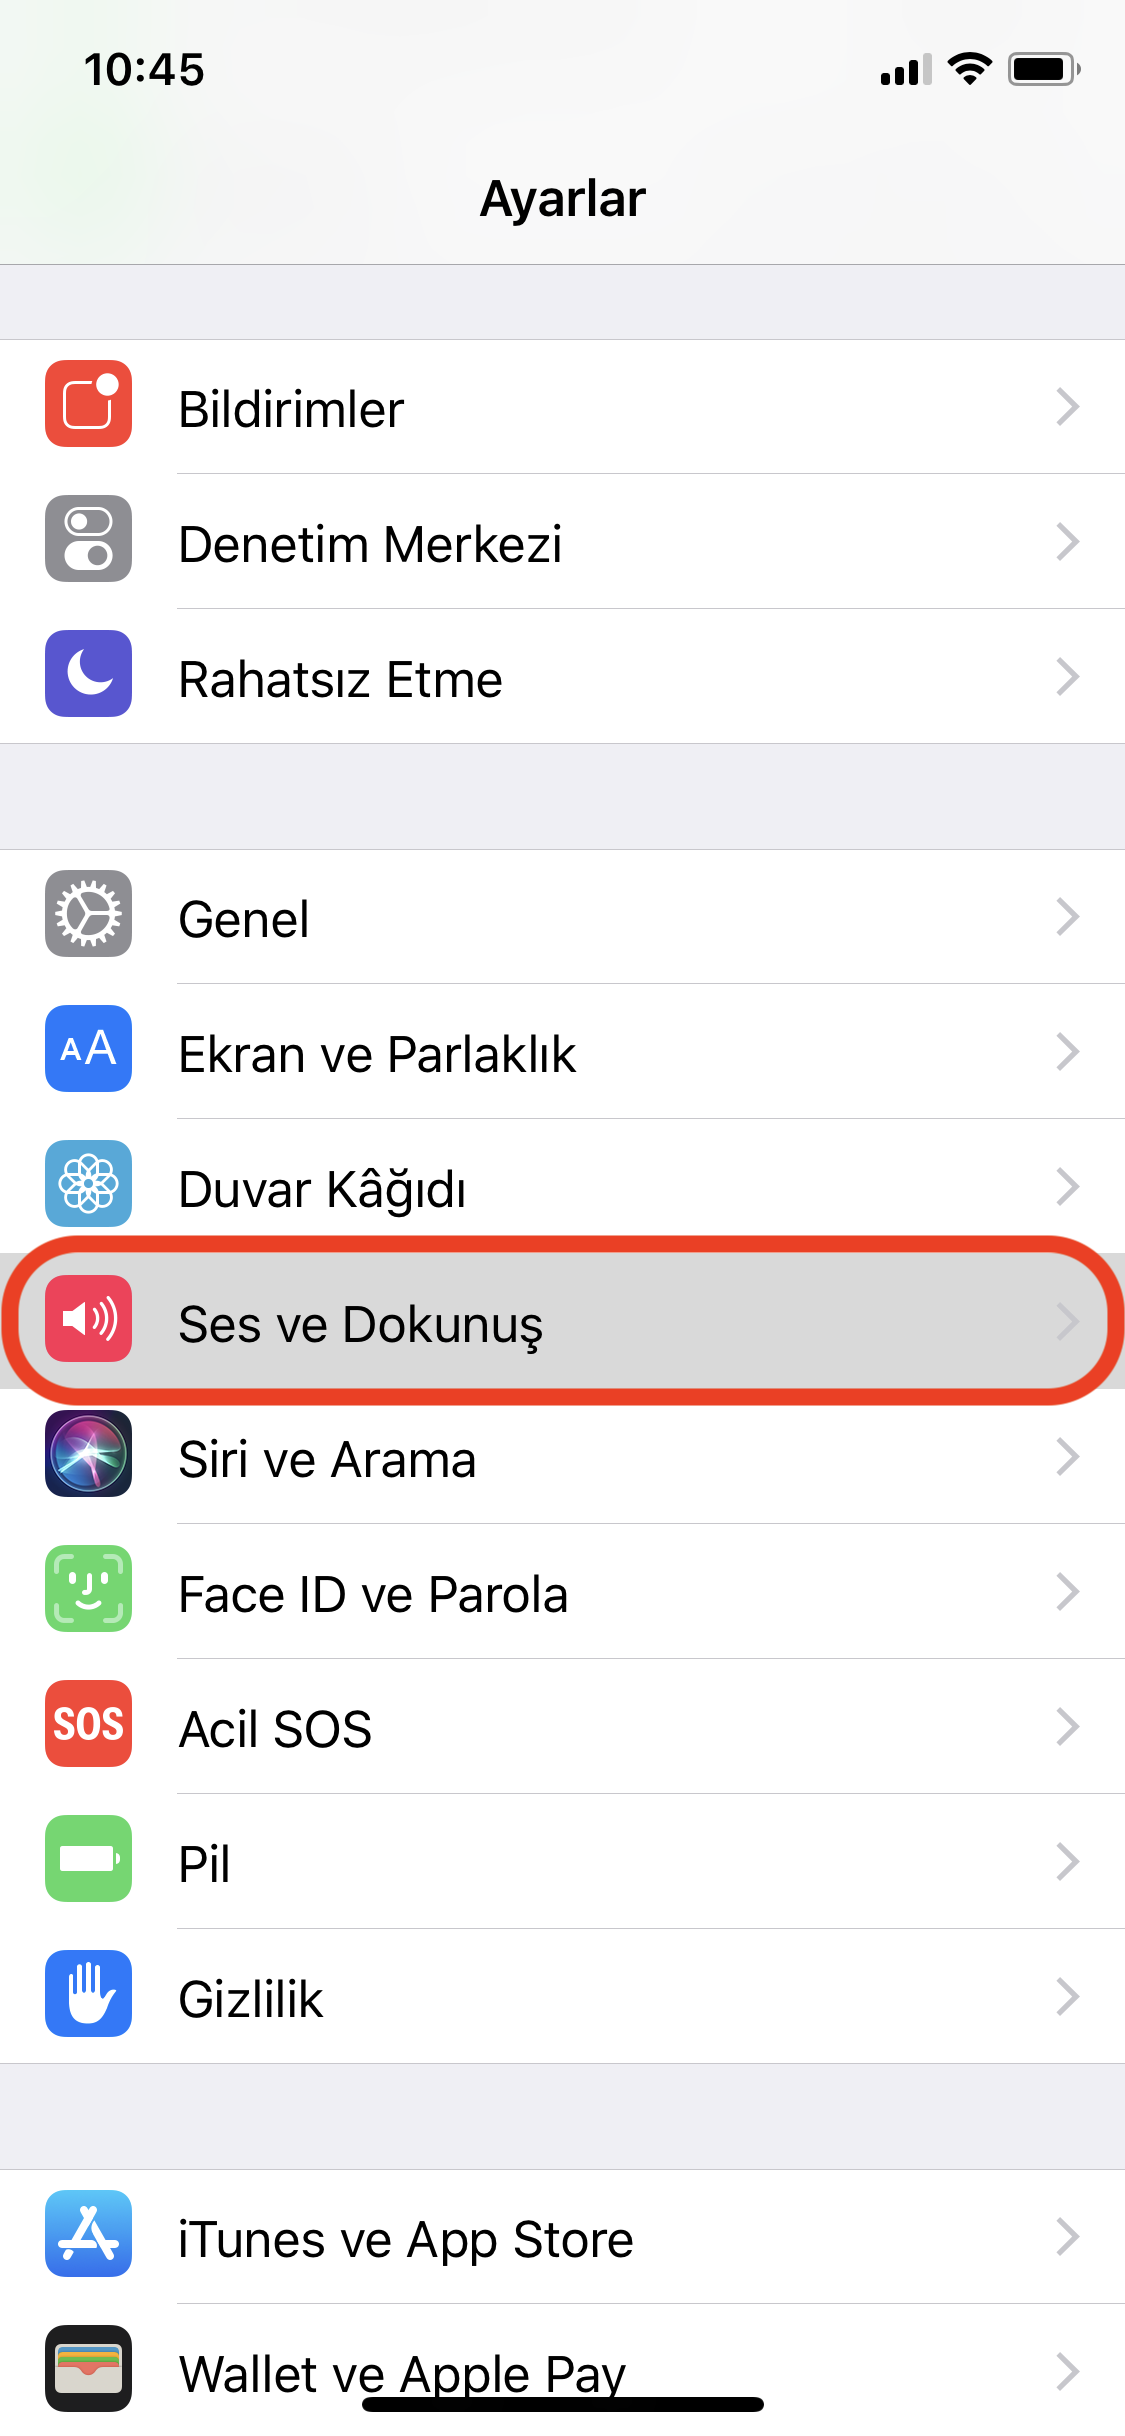 10:45
Ayarlar
Bildirimler
Denetim Merkezi
Rahatsız Etme
Genel
AA
Ekran ve Parlaklık
Duvar Kâğıdı
Ses ve Dokunuş
Siri ve Arama
Face ID ve Parola
SOS
Acil SOS
Pil
Gizlilik
iTunes ve App Store
Wallet ve Apple Pay